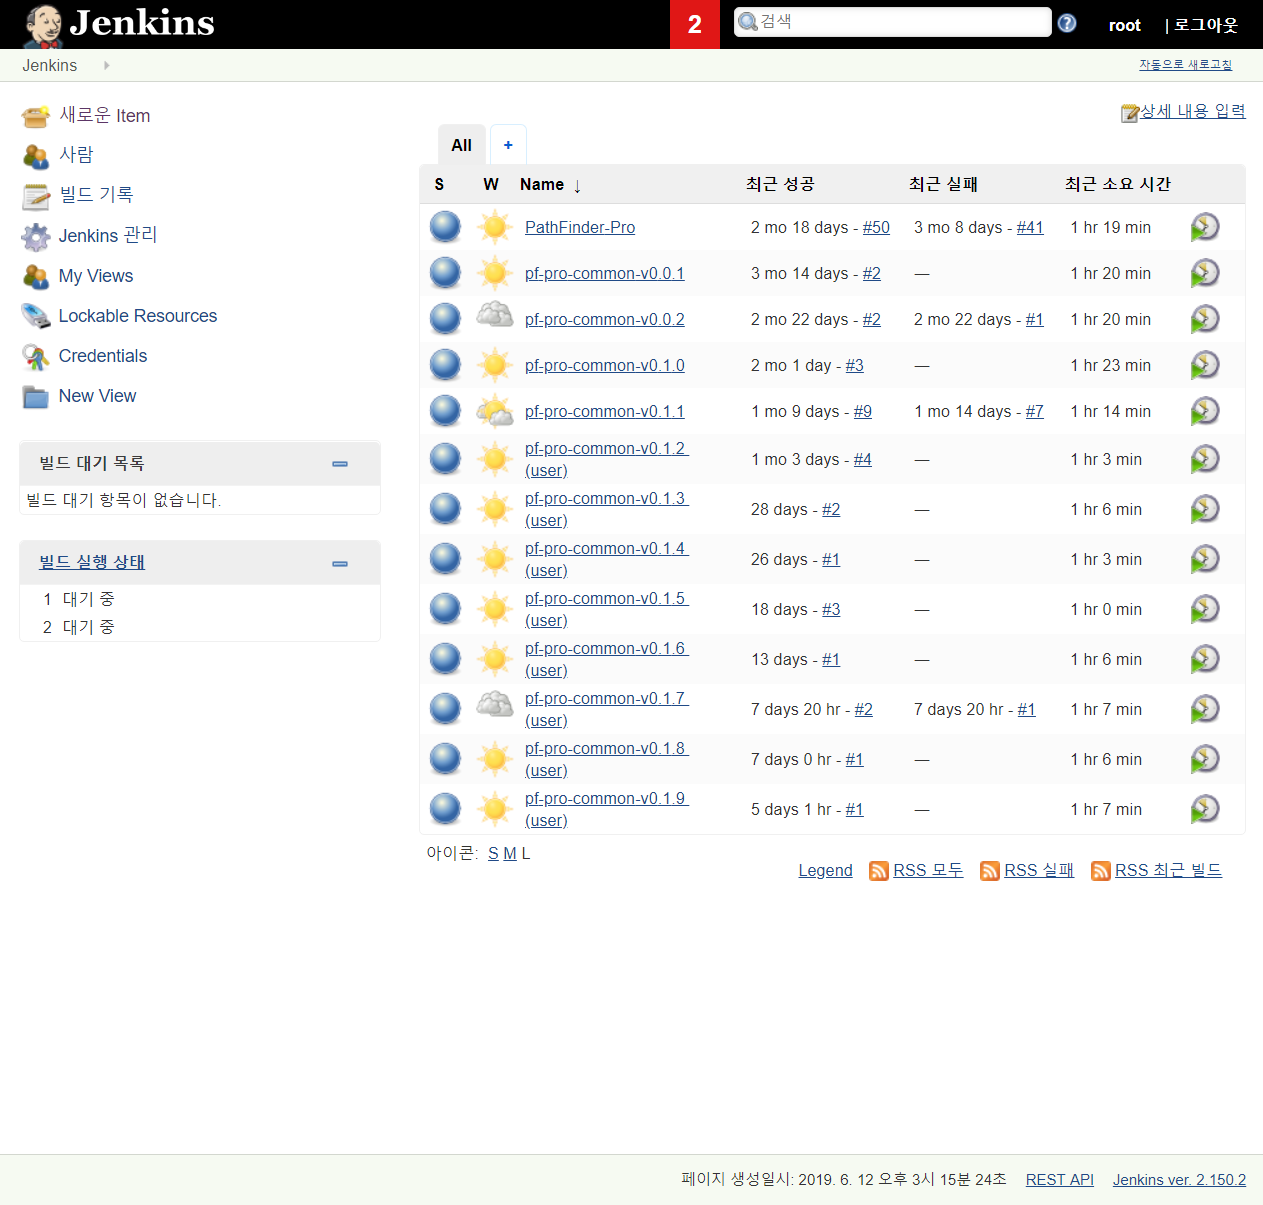 Jenkins
2
검색
root
| 로그아웃
Jenkins
자동으로 새로고침
새로운 Item
사람
빌드 기록
Jenkins 관리
My Views
Lockable Resources
Credentials
New View
빌드 대기 목록
빌드 대기 항목이 없습니다.
빌드 실행 상태
1 대기 중
2 대기 중
상세 내용 입력
All +
S W Name ↓ 최근 성공 최근 실패 최근 소요 시간
PathFinder-Pro 2 mo 18 days - #50 3 mo 8 days - #41 1 hr 19 min
pf-pro-common-v0.0.1 3 mo 14 days - #2 — 1 hr 20 min
pf-pro-common-v0.0.2 2 mo 22 days - #2 2 mo 22 days - #1 1 hr 20 min
pf-pro-common-v0.1.0 2 mo 1 day - #3 — 1 hr 23 min
pf-pro-common-v0.1.1 1 mo 9 days - #9 1 mo 14 days - #7 1 hr 14 min
pf-pro-common-v0.1.2
(user) 1 mo 3 days - #4 — 1 hr 3 min
pf-pro-common-v0.1.3
(user) 28 days - #2 — 1 hr 6 min
pf-pro-common-v0.1.4
(user) 26 days - #1 — 1 hr 3 min
pf-pro-common-v0.1.5
(user) 18 days - #3 — 1 hr 0 min
pf-pro-common-v0.1.6
(user) 13 days - #1 — 1 hr 6 min
pf-pro-common-v0.1.7
(user) 7 days 20 hr - #2 7 days 20 hr - #1 1 hr 7 min
pf-pro-common-v0.1.8
(user) 7 days 0 hr - #1 — 1 hr 6 min
pf-pro-common-v0.1.9
(user) 5 days 1 hr - #1 — 1 hr 7 min
아이콘: S M L
Legend RSS 모두 RSS 실패 RSS 최근 빌드
페이지 생성일시: 2019. 6. 12 오후 3시 15분 24초 REST API Jenkins ver. 2.150.2